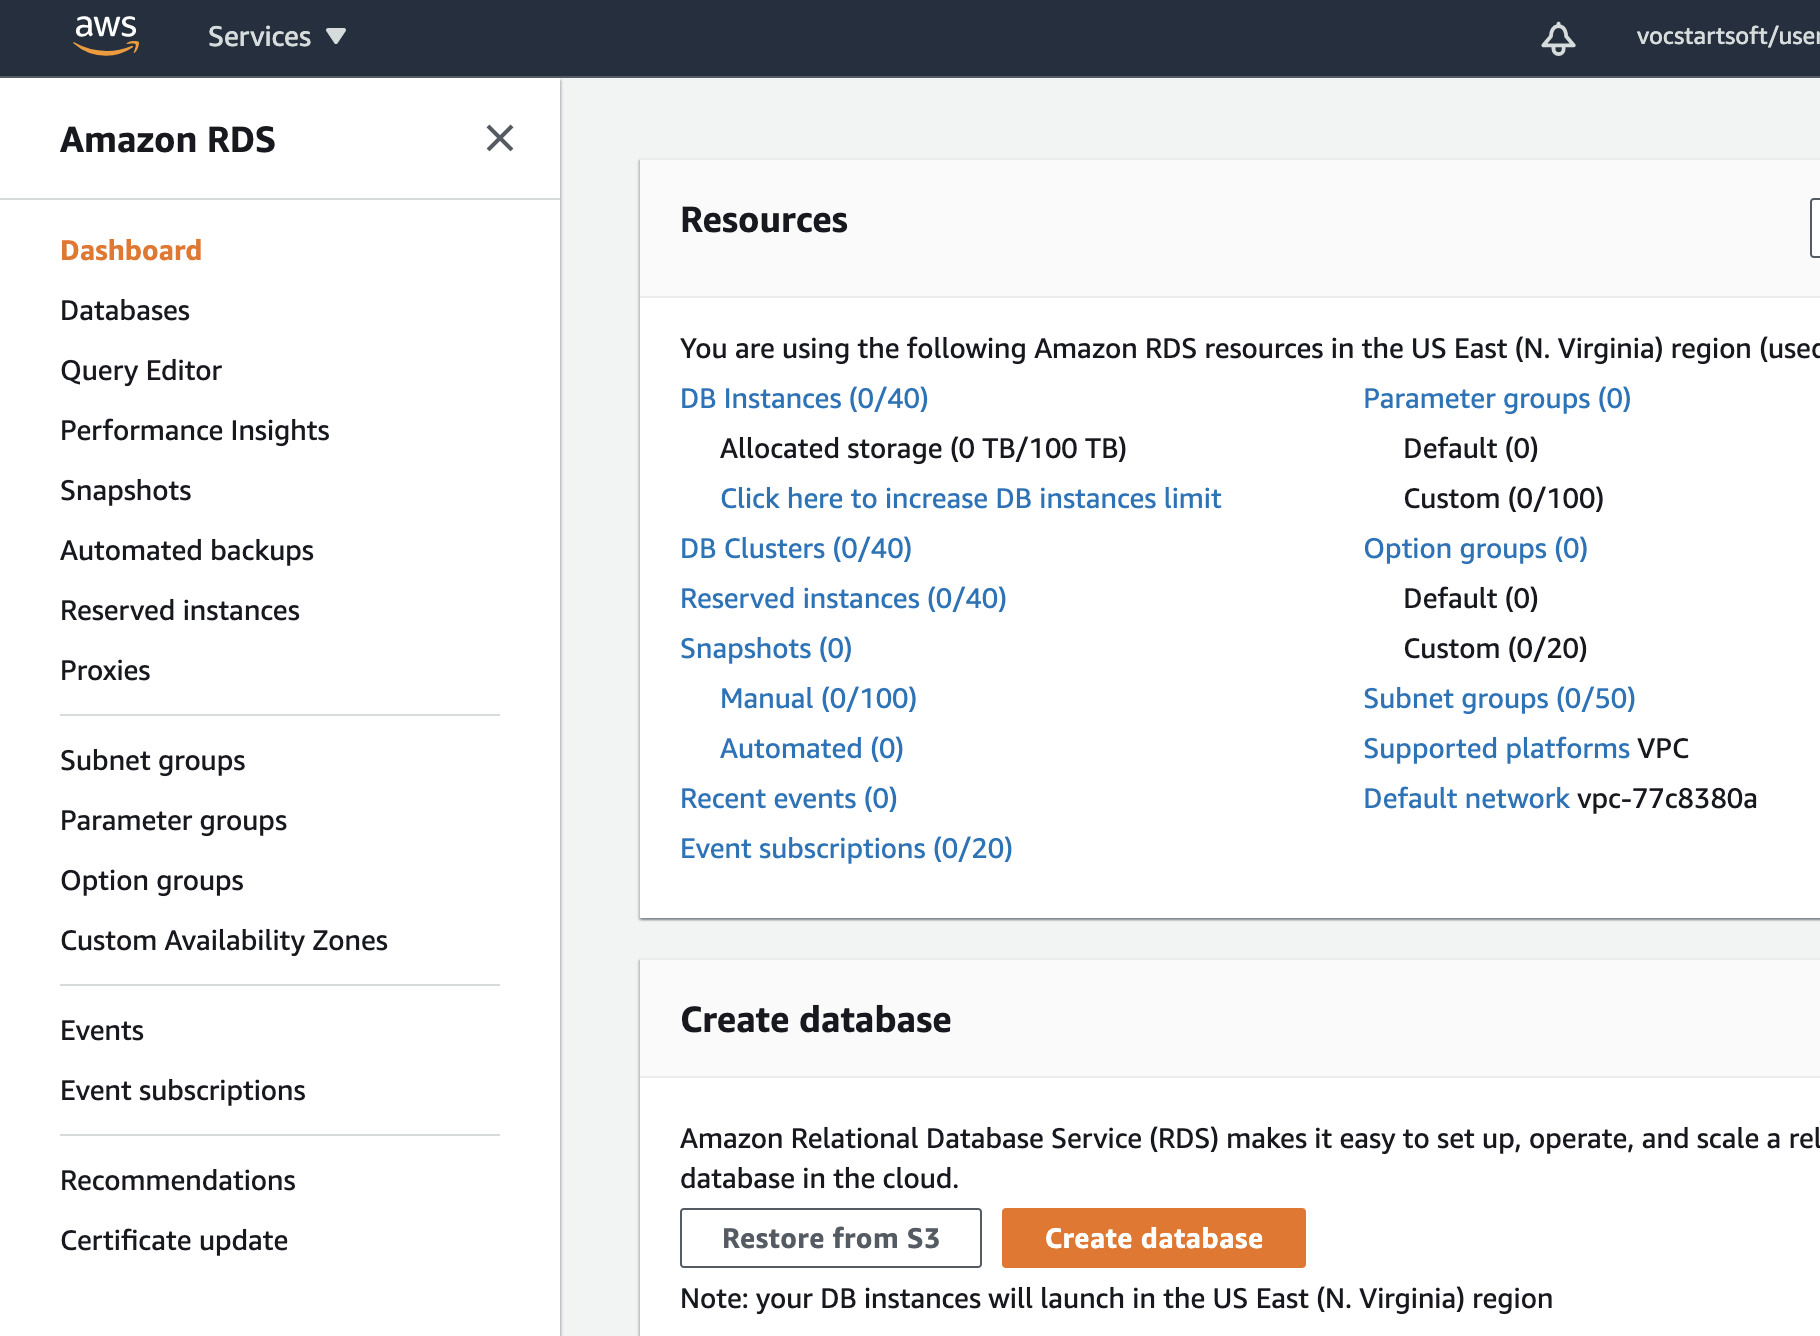 aws
Services
vocstartsoft/user
Amazon RDS
Dashboard
Databases
Query Editor
Performance Insights
Snapshots
Automated backups
Reserved instances
Proxies
Subnet groups
Parameter groups
Option groups
Custom Availability Zones
Events
Event subscriptions
Recommendations
Certificate update
Resources
You are using the following Amazon RDS resources in the US East (N. Virginia) region (used
DB Instances (0/40)
Allocated storage (0 TB/100 TB)
Click here to increase DB instances limit
DB Clusters (0/40)
Reserved instances (0/40)
Snapshots (0)
Manual (0/100)
Automated (0)
Recent events (0)
Event subscriptions (0/20)
Parameter groups (0)
Default (0)
Custom (0/100)
Option groups (0)
Default (0)
Custom (0/20)
Subnet groups (0/50)
Supported platforms VPC
Default network vpc-77c8380a
Create database
Amazon Relational Database Service (RDS) makes it easy to set up, operate, and scale a rel
database in the cloud.
Restore from S3
Create database
Note: your DB instances will launch in the US East (N. Virginia) region